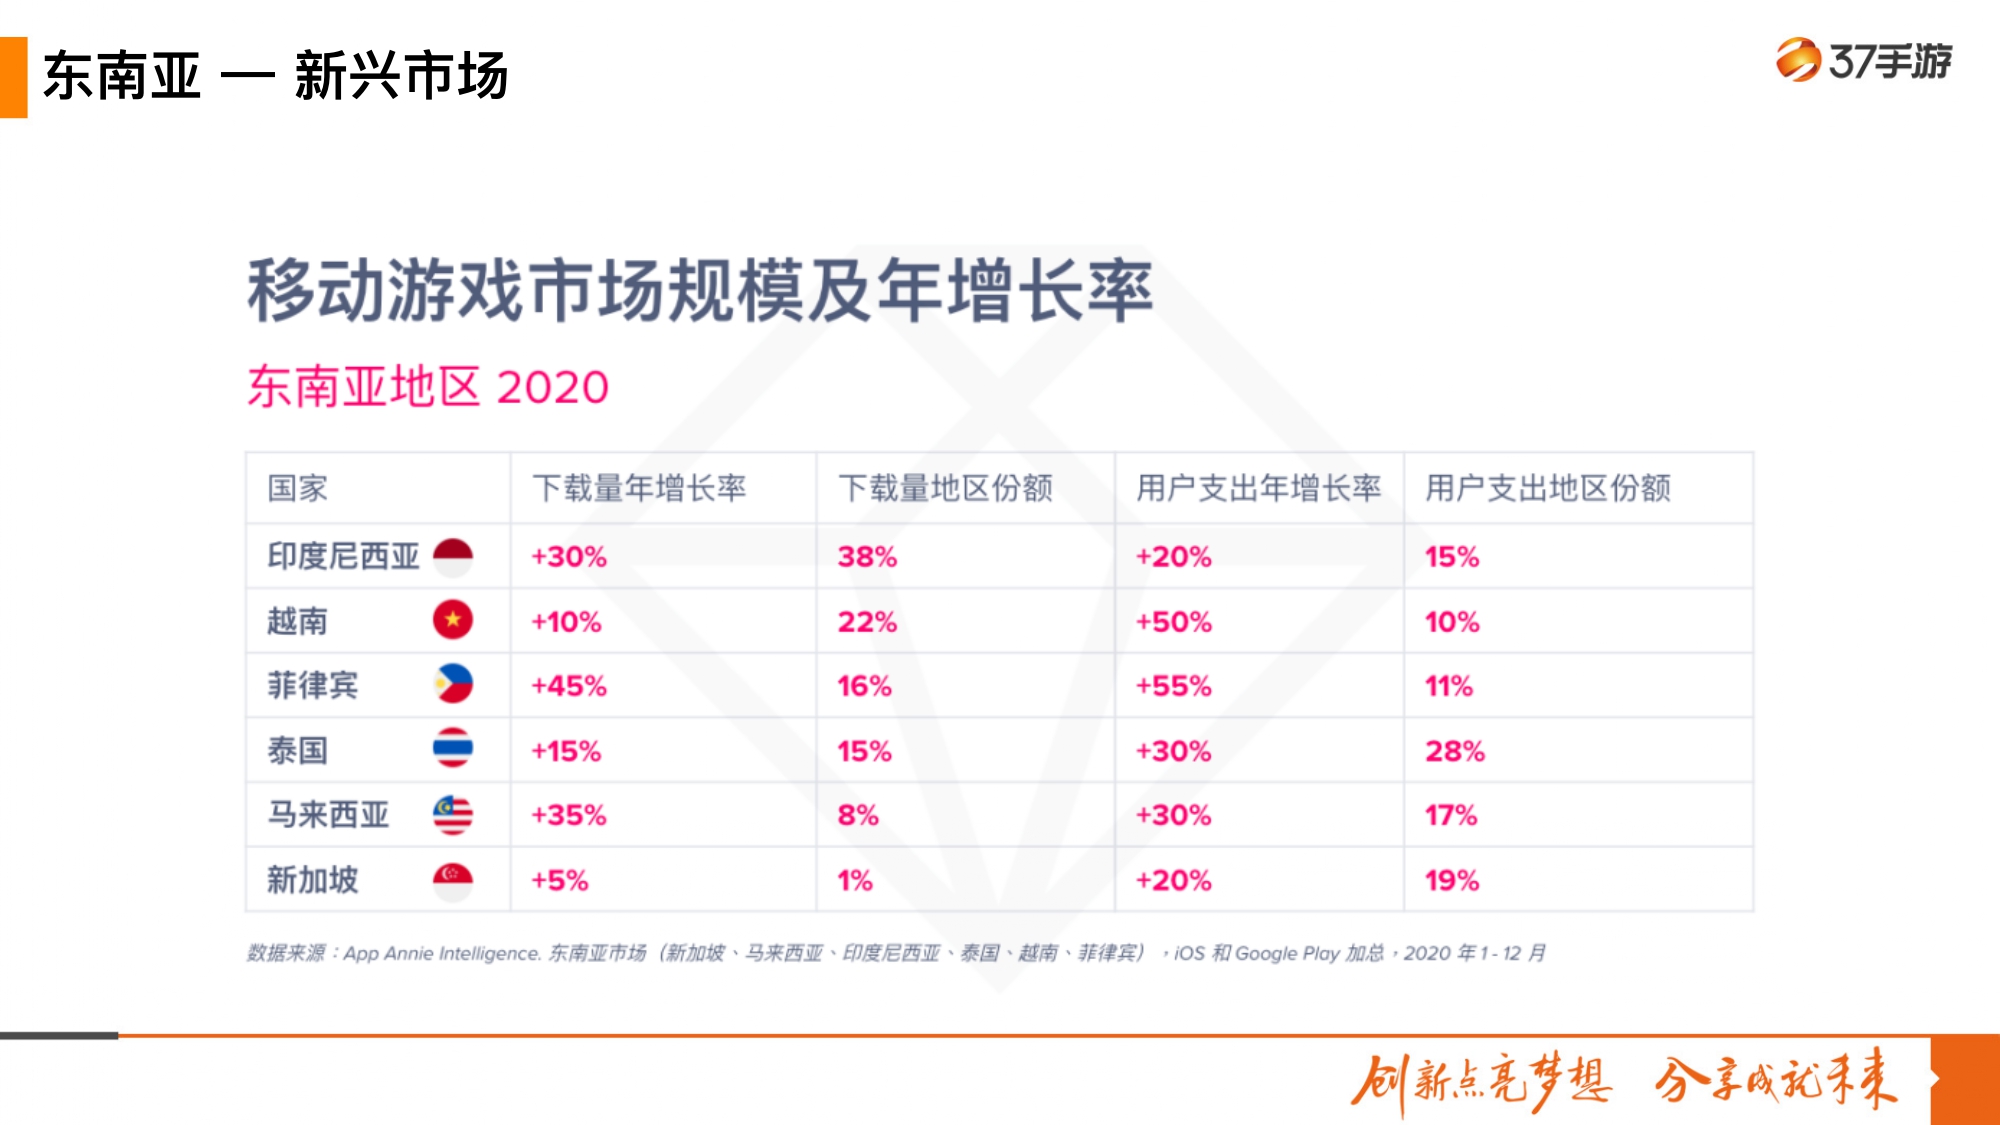 东南亚 — 新兴市场
37手游
移动游戏市场规模及年增长率
东南亚地区 2020
国家 下载量年增长率 下载量地区份额 用户支出年增长率 用户支出地区份额
印度尼西亚 +30% 38% +20% 15%
越南 +10% 22% +50% 10%
菲律宾 +45% 16% +55% 11%
泰国 +15% 15% +30% 28%
马来西亚 +35% 8% +30% 17%
新加坡 +5% 1% +20% 19%
数据来源：App Annie Intelligence. 东南亚市场（新加坡、马来西亚、印度尼西亚、泰国、越南、菲律宾），iOS 和 Google Play 加总，2020 年 1 - 12 月
创新点亮梦想 分享成就未来